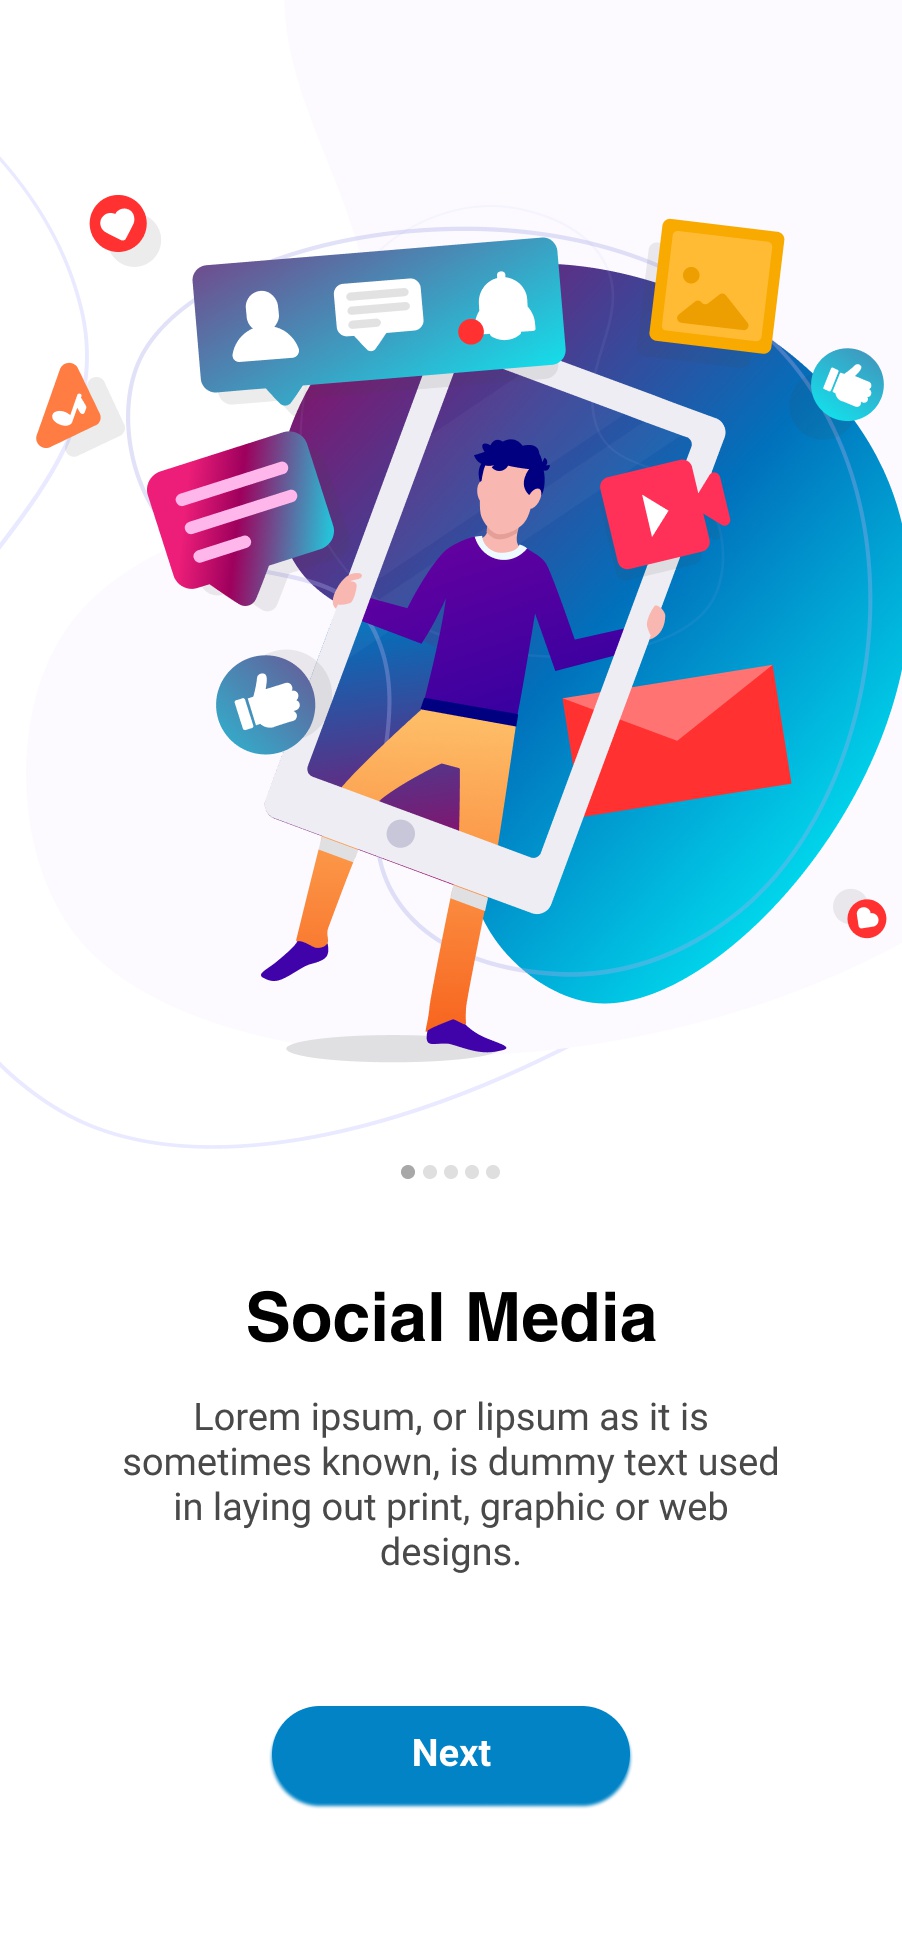 Social Media
Lorem ipsum, or lipsum as it is
sometimes known, is dummy text used
in laying out print, graphic or web
designs.
Next